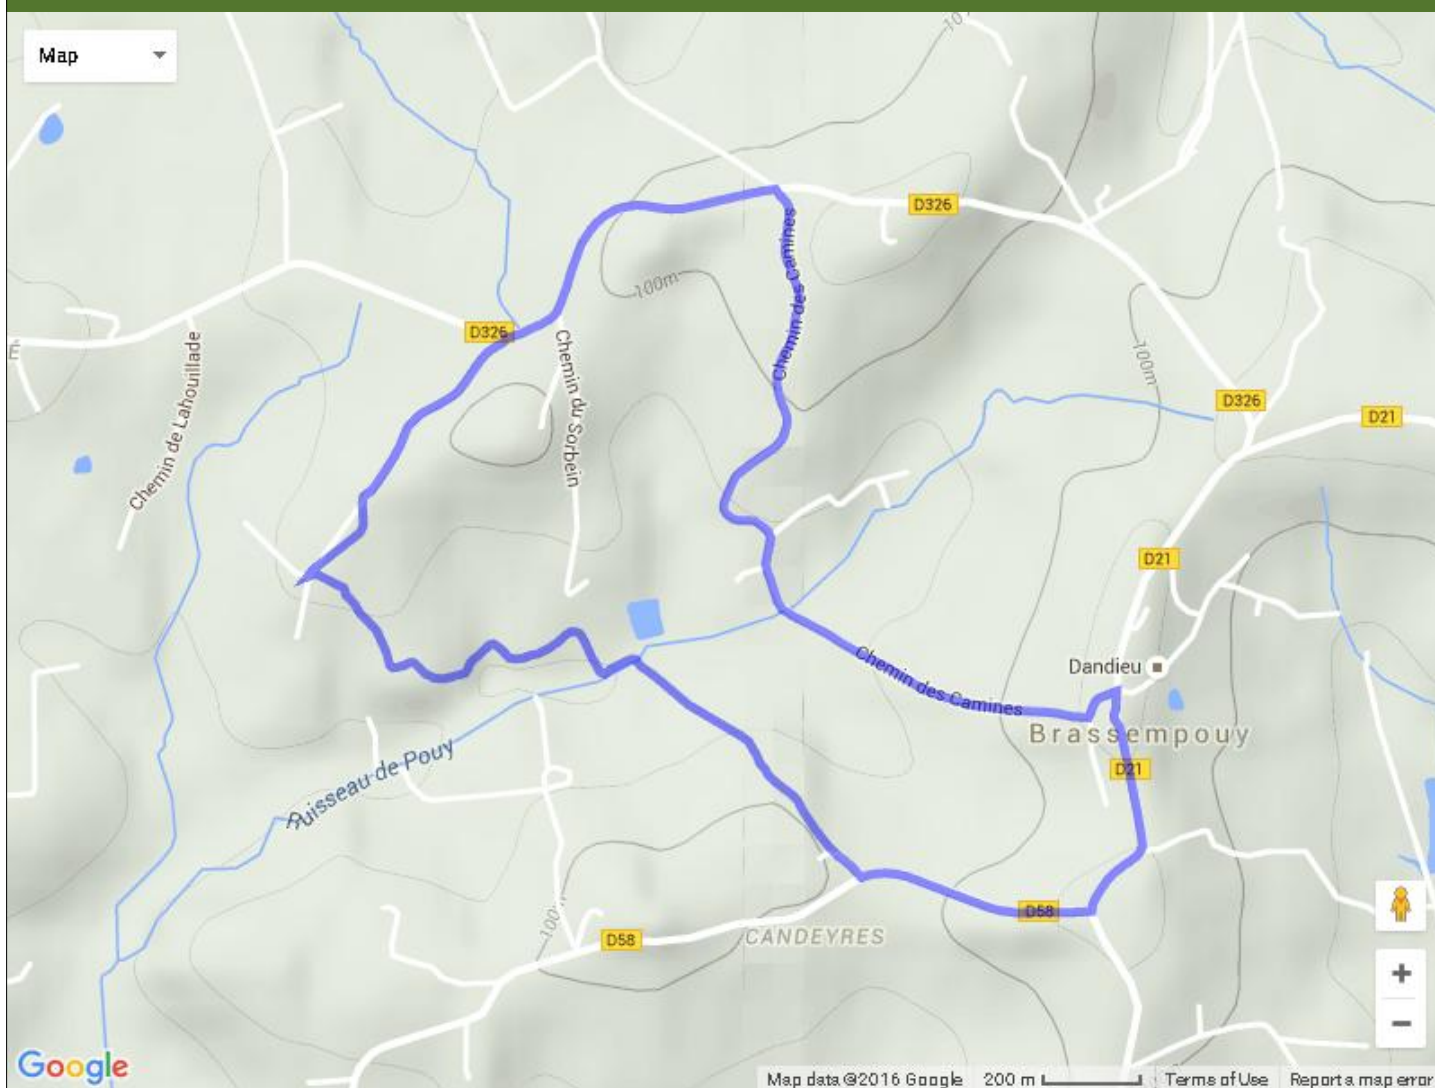 Map
107
D326
Chemin des Camines
100m
D326
Chemin du Sorbein
Chemin de Lahouillade
É
100m
D326
D21
D21
Dandieu
Chemin des Camines
Brassempouy
D21
Ruisseau de Pouy
100m
D58
D58
CANDEYRES
+
−
Google
Map data ©2016 Google 200 m Terms of Use Report a map error